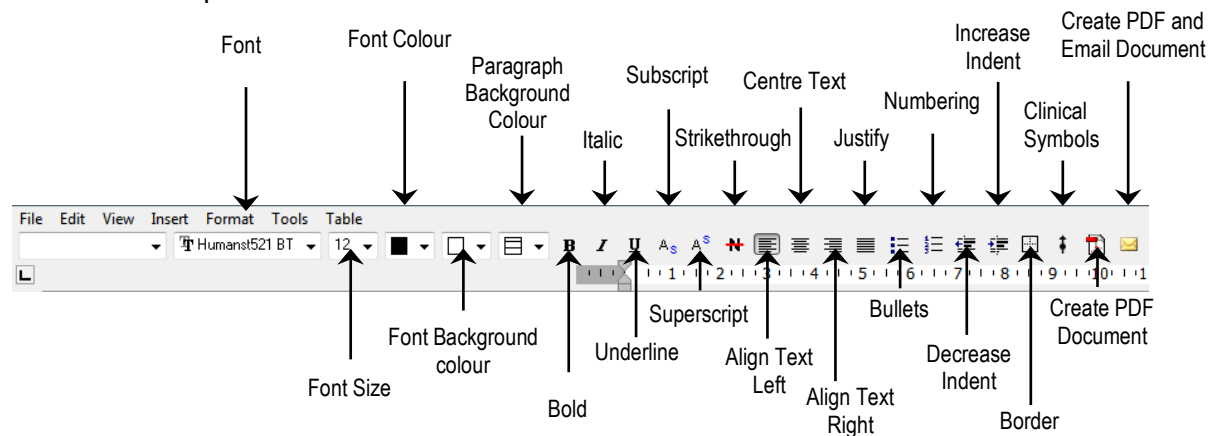 Font
Font Colour
Paragraph
Background
Colour
Italic
Subscript
Strikethrough
Centre Text
Justify
Numbering
Increase
Indent
Clinical
Symbols
Create PDF and
Email Document
File Edit View Insert Format Tools Table
Humanst521 BT 12 B I U A S A S N
L 1 2 3 4 5 6 7 8 9 10 1
Font Size
Font Background
colour
Bold
Underline
Superscript
Align Text
Left
Align Text
Right
Bullets
Decrease
Indent
Border
Create PDF
Document